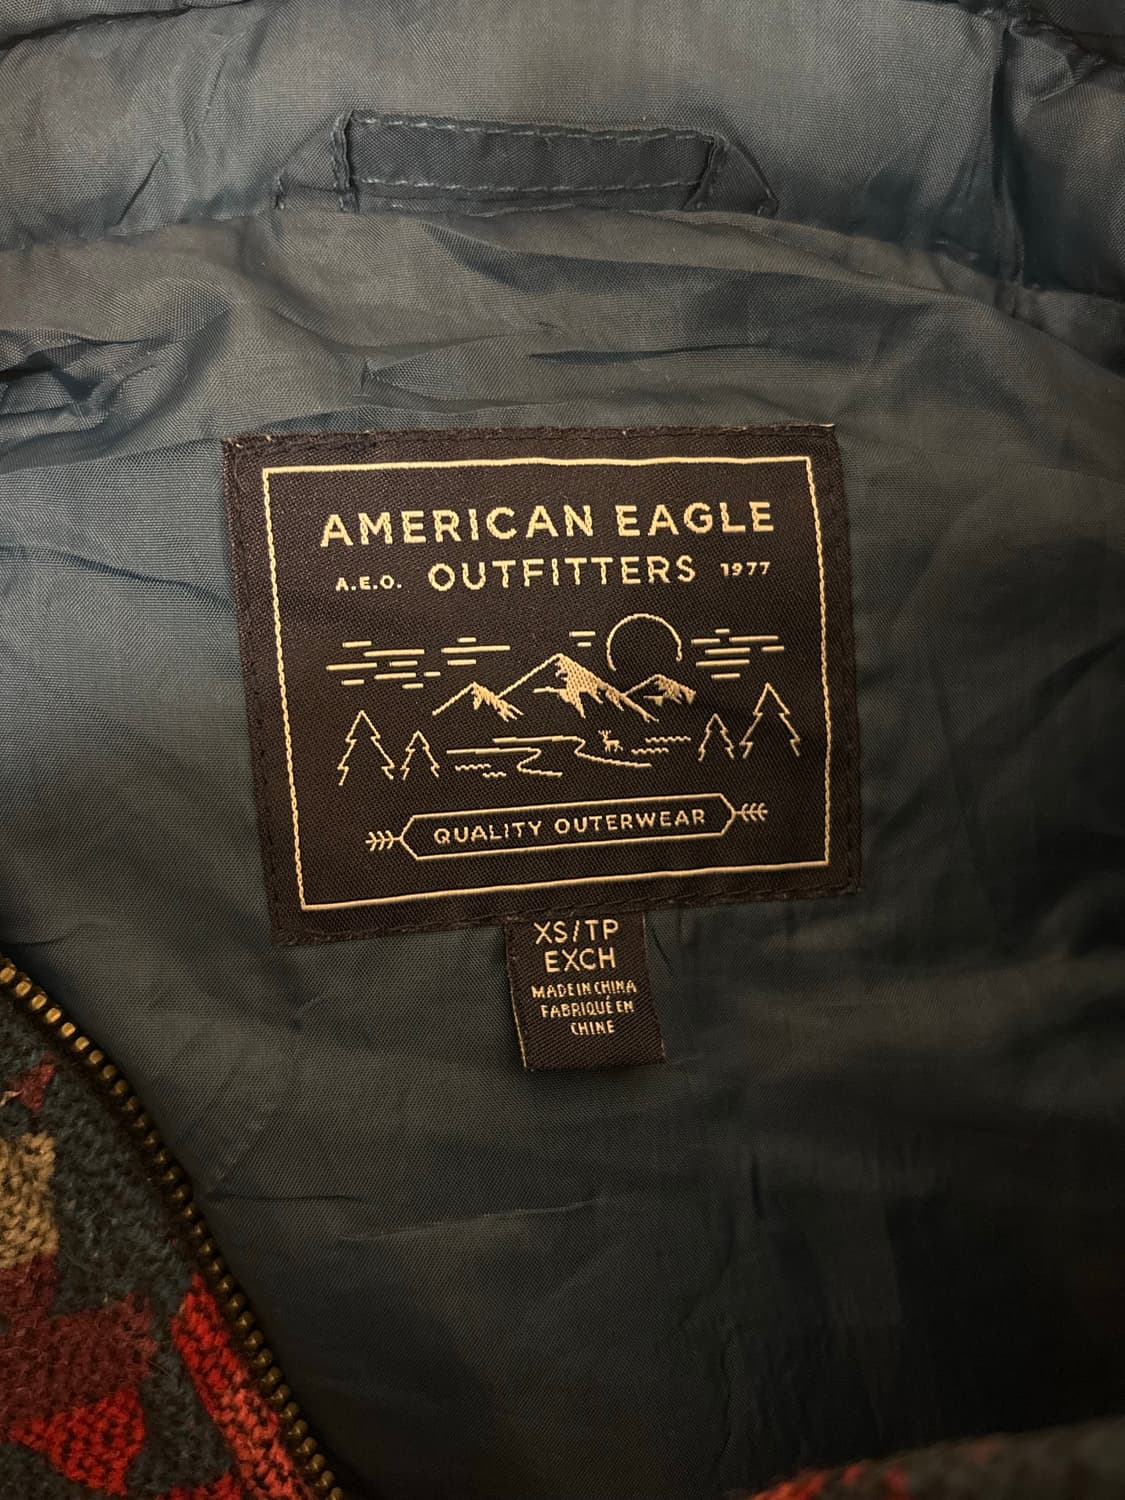 AMERICAN EAGLE
A.E.O. OUTFITTERS 1977
QUALITY OUTERWEAR
XS/TP
EXCH
MADE IN CHINA
FABRIQUÉ EN
CHINE